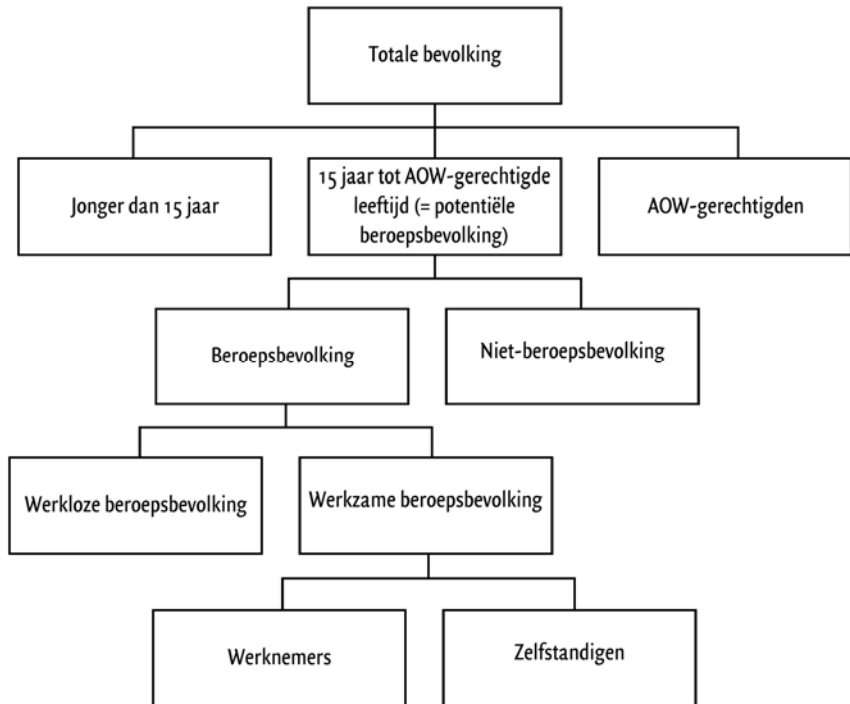 Totale bevolking
Jonger dan 15 jaar
15 jaar tot AOW-gerechtigde
leeftijd (= potentiële
beroepsbevolking)
AOW-gerechtigden
Beroepsbevolking
Niet-beroepsbevolking
Werkloze beroepsbevolking
Werkzame beroepsbevolking
Werknemers
Zelfstandigen